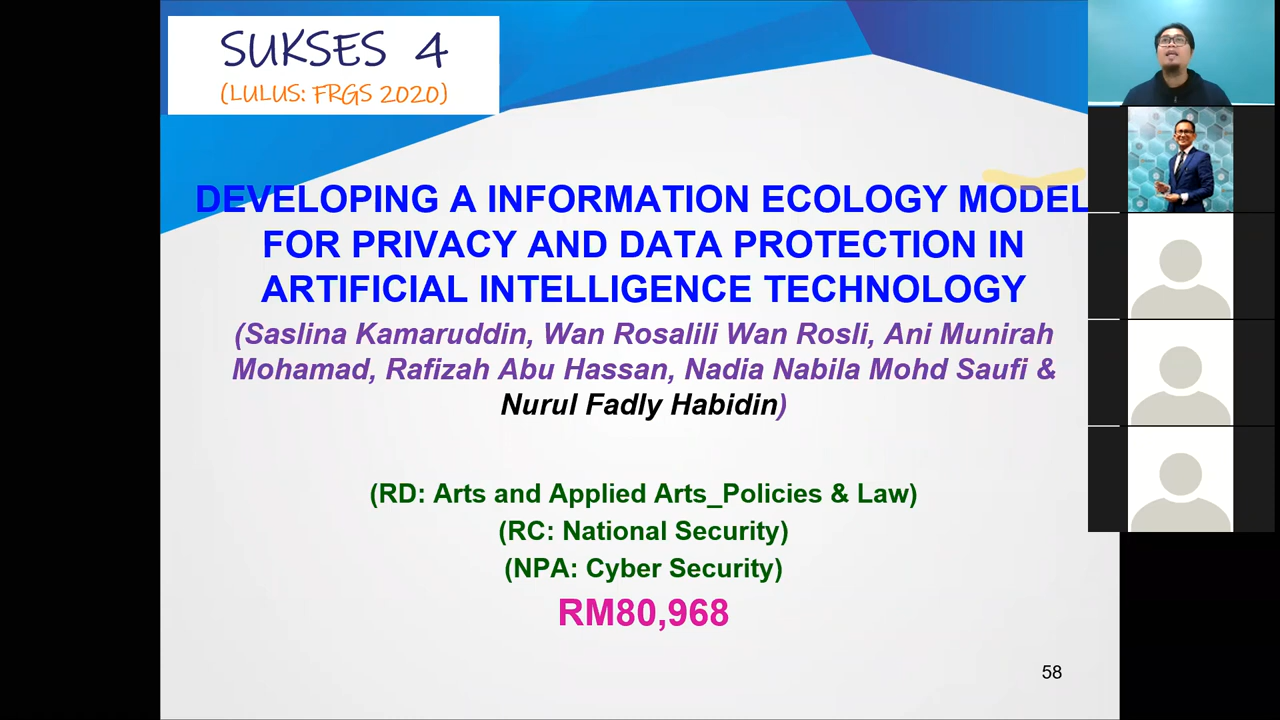 SUKSES 4
(LULUS: FRGS 2020)
DEVELOPING A INFORMATION ECOLOGY MODEL
FOR PRIVACY AND DATA PROTECTION IN
ARTIFICIAL INTELLIGENCE TECHNOLOGY
(Saslina Kamaruddin, Wan Rosalili Wan Rosli, Ani Munirah
Mohamad, Rafizah Abu Hassan, Nadia Nabila Mohd Saufi &
Nurul Fadly Habidin)
(RD: Arts and Applied Arts_Policies & Law)
(RC: National Security)
(NPA: Cyber Security)
RM80,968
58